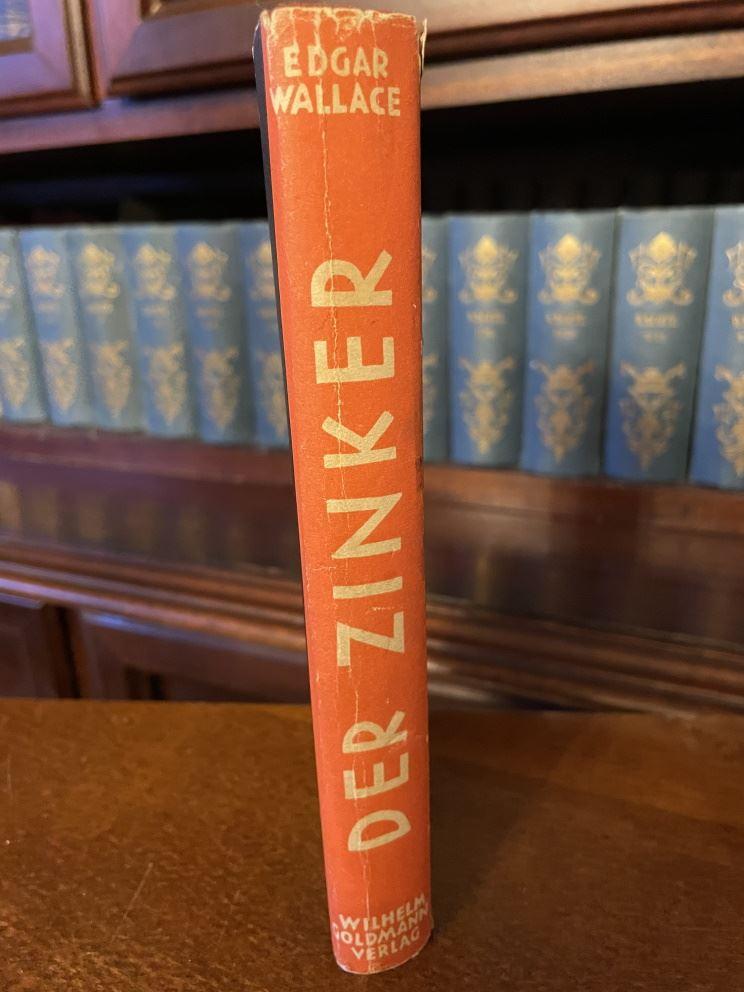 EDGAR
WALLACE
DER ZINKER
WILHELM
GOLDMANN
VERLAG